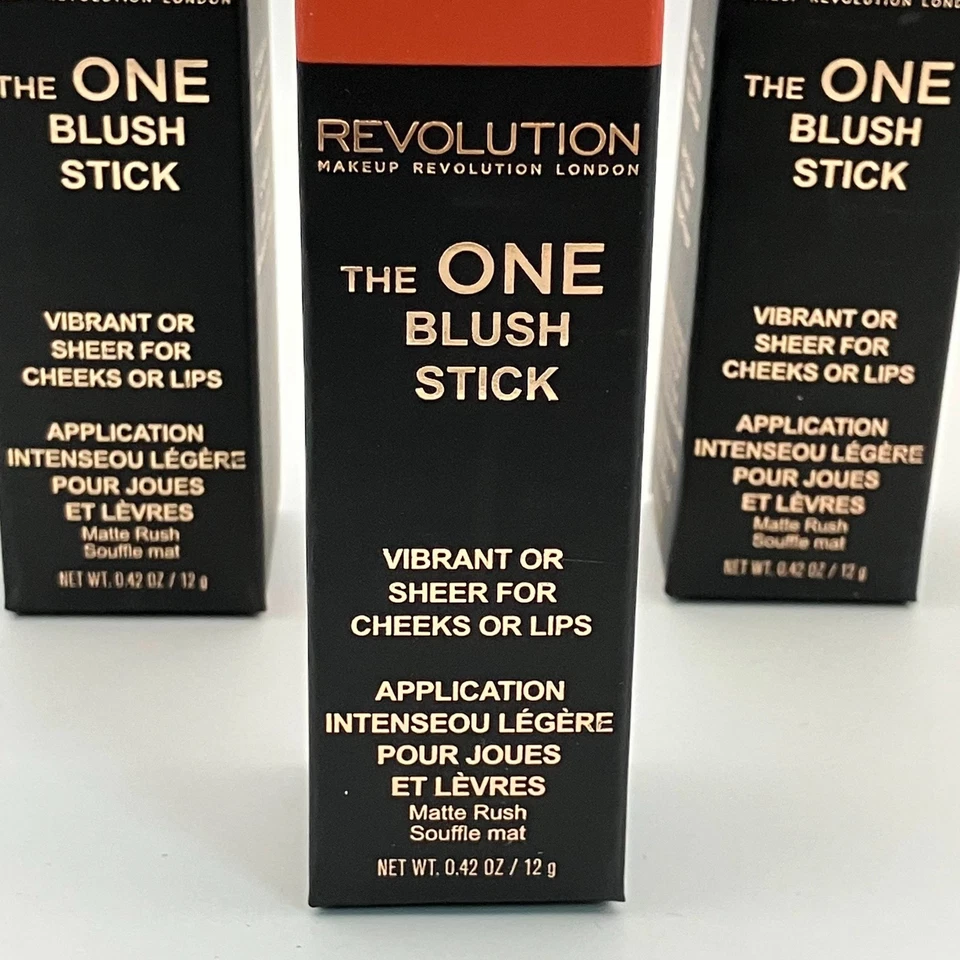 REVOLUTION LONDON
THE ONE
BLUSH
STICK
VIBRANT OR
SHEER FOR
CHEEKS OR LIPS
APPLICATION
INTENSEOU LÉGÈRE
POUR JOUES
ET LÈVRES
Matte Rush
Souffle mat
NET WT. 0.42 OZ / 12 g
REVOLUTION
MAKEUP REVOLUTION LONDON
THE ONE
BLUSH
STICK
VIBRANT OR
SHEER FOR
CHEEKS OR LIPS
APPLICATION
INTENSEOU LÉGÈRE
POUR JOUES
ET LÈVRES
Matte Rush
Souffle mat
NET WT. 0.42 OZ / 12 g
MAKEUP REVOLUTION
THE ONE
BLUSH
STICK
VIBRANT OR
SHEER FOR
CHEEKS OR LIPS
APPLICATION
INTENSEOU LÉGÈRE
POUR JOUES
ET LÈVRES
Matte Rush
Souffle mat
NET WT. 0.42 OZ / 12 g